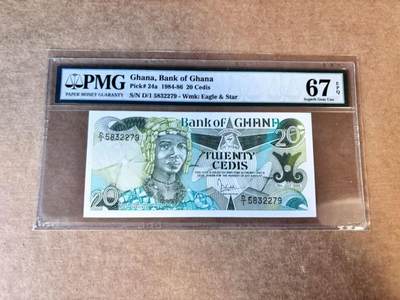 PMG
PAPER MONEY GUARANTY
Ghana, Bank of Ghana
Pick# 24a 1984-86 20 Cedis
S/N D/1 5832279 - Wmk: Eagle & Star
67 EPQ
Superb Gem Unc
Bank of GHANA
20
D/1 5832279
TWENTY
CEDIS
20
D/1 5832279